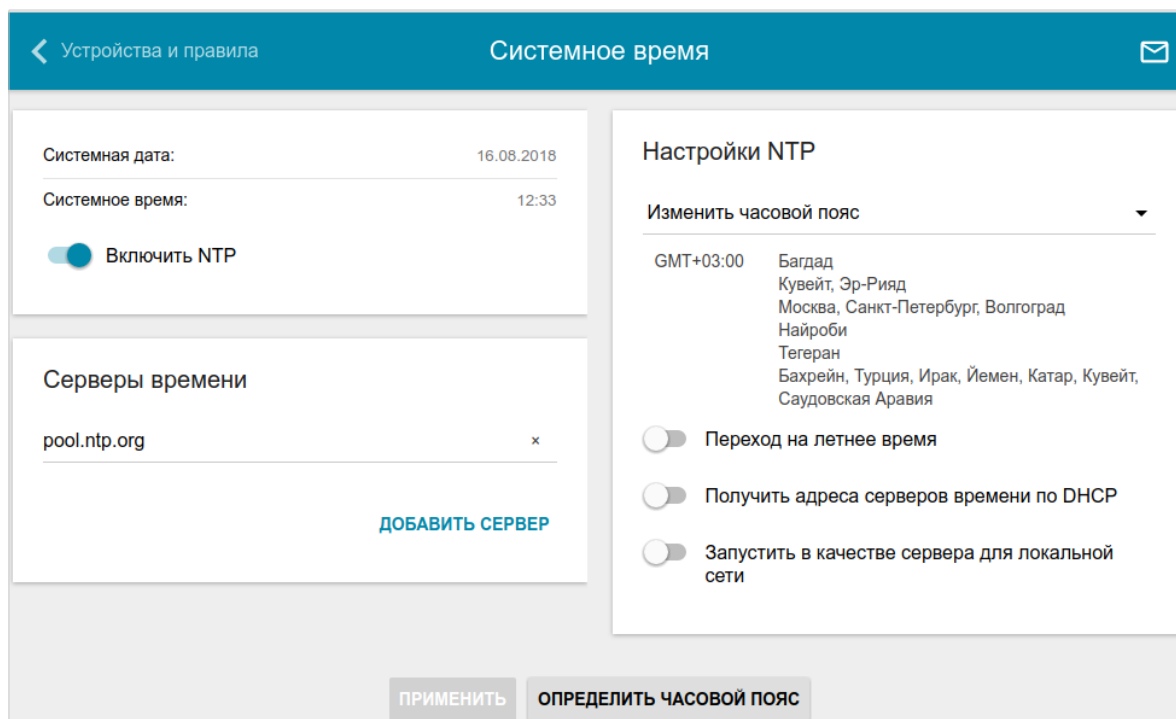 Устройства и правила
Системное время
Системная дата: 16.08.2018
Системное время: 12:33
Включить NTP
Серверы времени
pool.ntp.org ×
ДОБАВИТЬ СЕРВЕР
Настройки NTP
Изменить часовой пояс
GMT+03:00 Багдад
Кувейт, Эр-Рияд
Москва, Санкт-Петербург, Волгоград
Найроби
Тегеран
Бахрейн, Турция, Ирак, Йемен, Катар, Кувейт,
Саудовская Аравия
Переход на летнее время
Получить адреса серверов времени по DHCP
Запустить в качестве сервера для локальной
сети
ПРИМЕНИТЬ
ОПРЕДЕЛИТЬ ЧАСОВОЙ ПОЯС